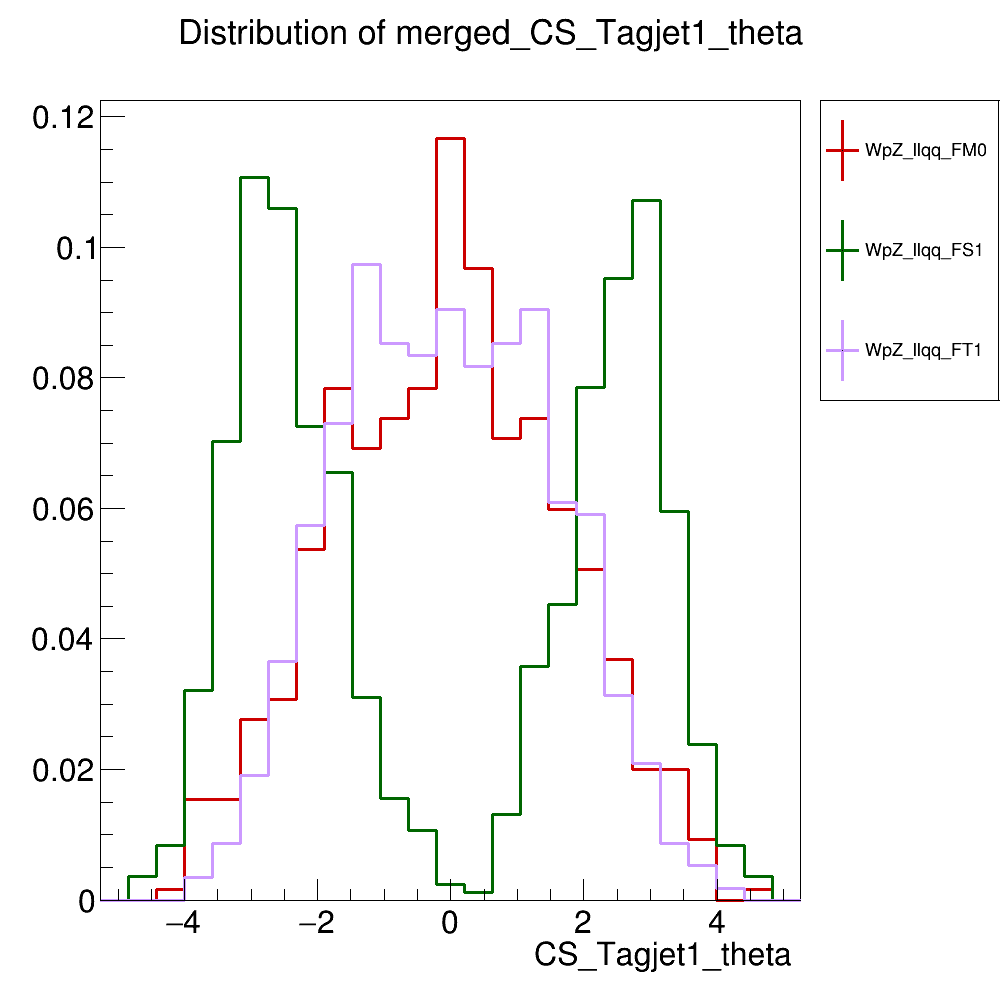 Distribution of merged_CS_Tagjet1_theta
0.12
0.1
0.08
0.06
0.04
0.02
0
−4 −2 0 2 4
CS_Tagjet1_theta
WpZ_llqq_FM0
WpZ_llqq_FS1
WpZ_llqq_FT1